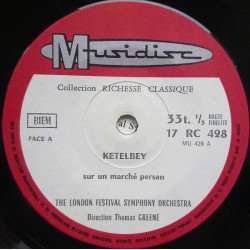 Musidisc
Collection RICHESSE CLASSIQUE
33t. 1/3 HAUTE FIDELITE
17 RC 428
MU 428 A
BIEM
FACE A
KETELBEY
sur un marché persan
THE LONDON FESTIVAL SYMPHONY ORCHESTRA
Direction Thomas GREENE